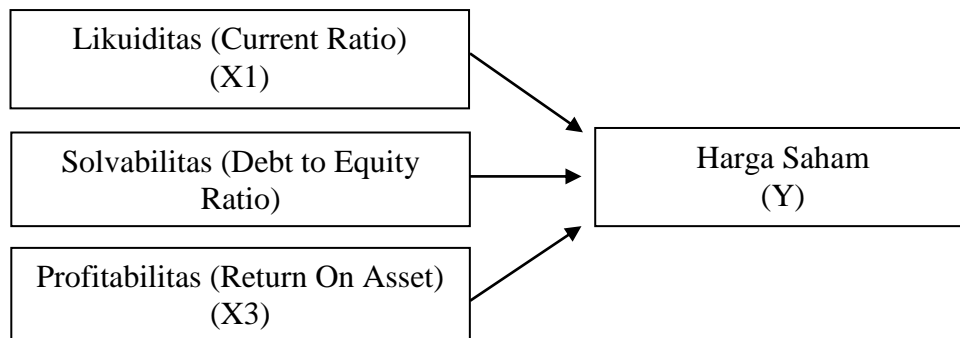 Likuiditas (Current Ratio)
(X1)
Solvabilitas (Debt to Equity
Ratio)
Profitabilitas (Return On Asset)
(X3)
Harga Saham
(Y)